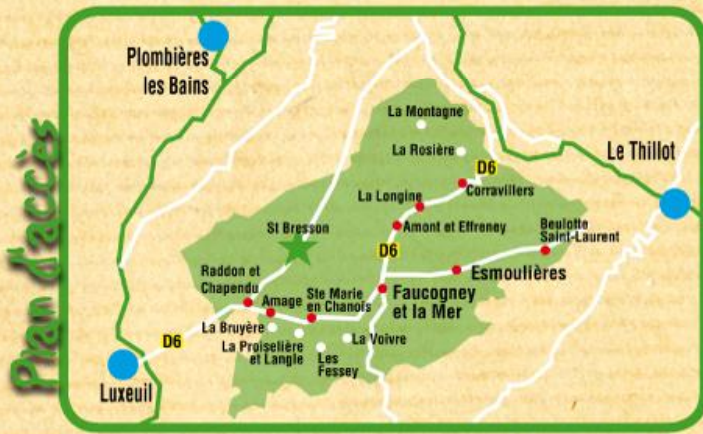 Plan d'accès
Plombières
les Bains
La Montagne
La Rosière
D6
Le Thillot
La Longine
Corravillers
St Bresson
Amont et Effreney
Beulotte
Saint-Laurent
D6
Raddon et
Chapendu
Esmoulières
Amage
Ste Marie
en Chanois
Faucogney
et la Mer
La Bruyère
D6
La Proiselière
et Langle
La Voivre
Les
Fessey
Luxeuil